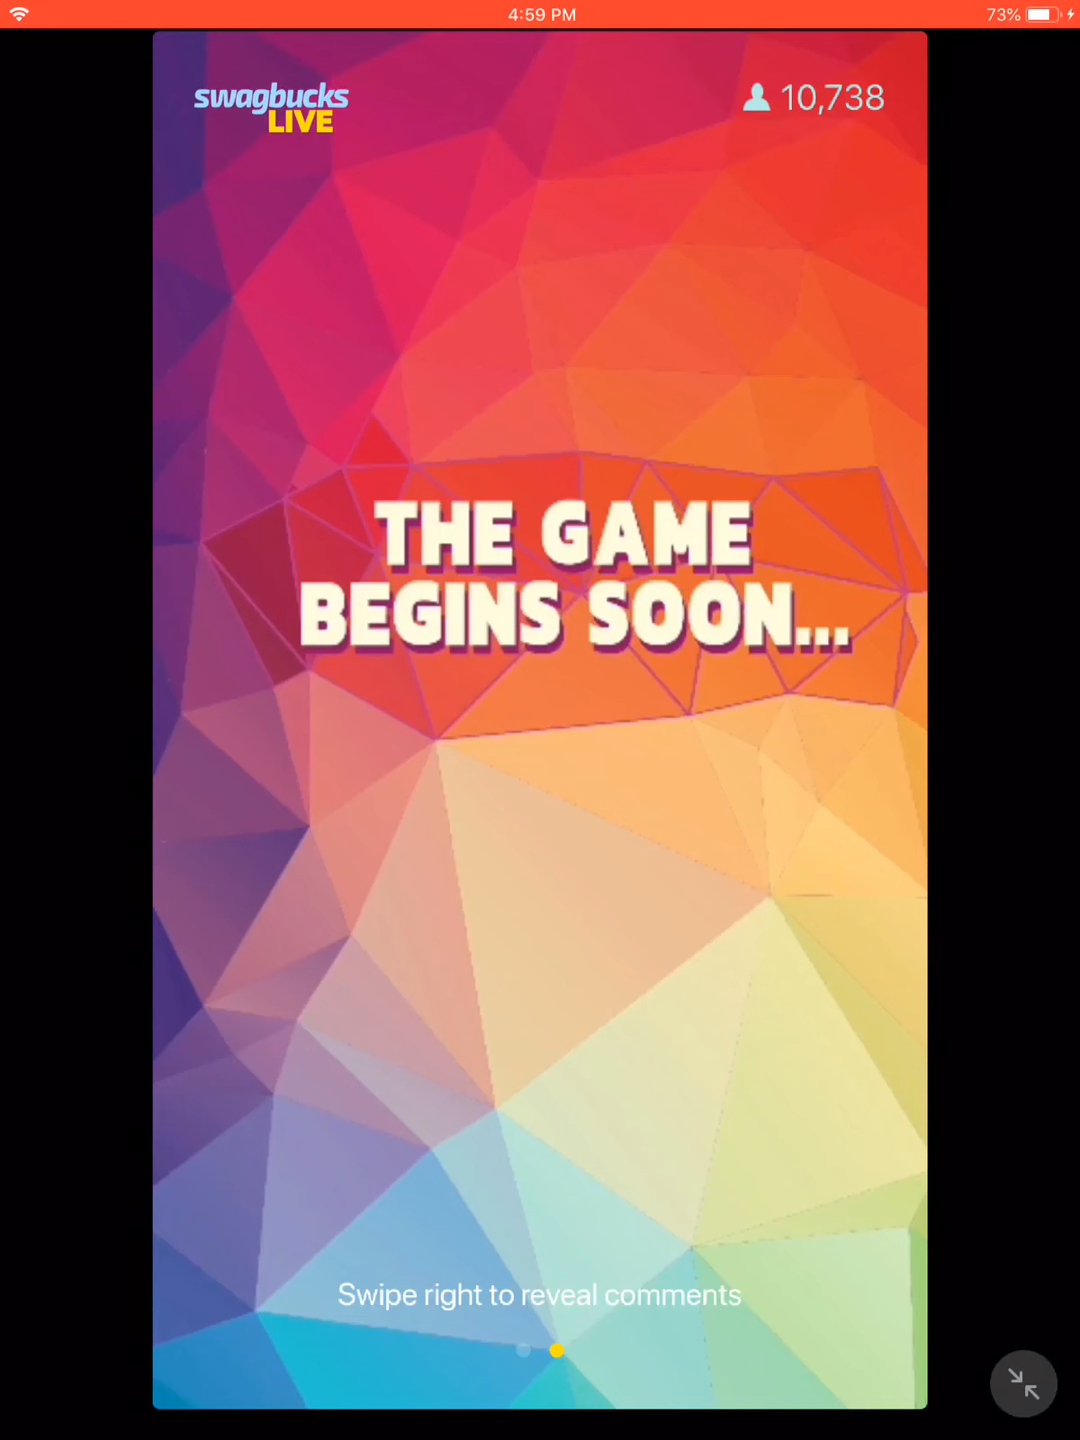 4:59 PM
73%
swagbucks
LIVE
10,738
THE GAME
BEGINS SOON...
Swipe right to reveal comments